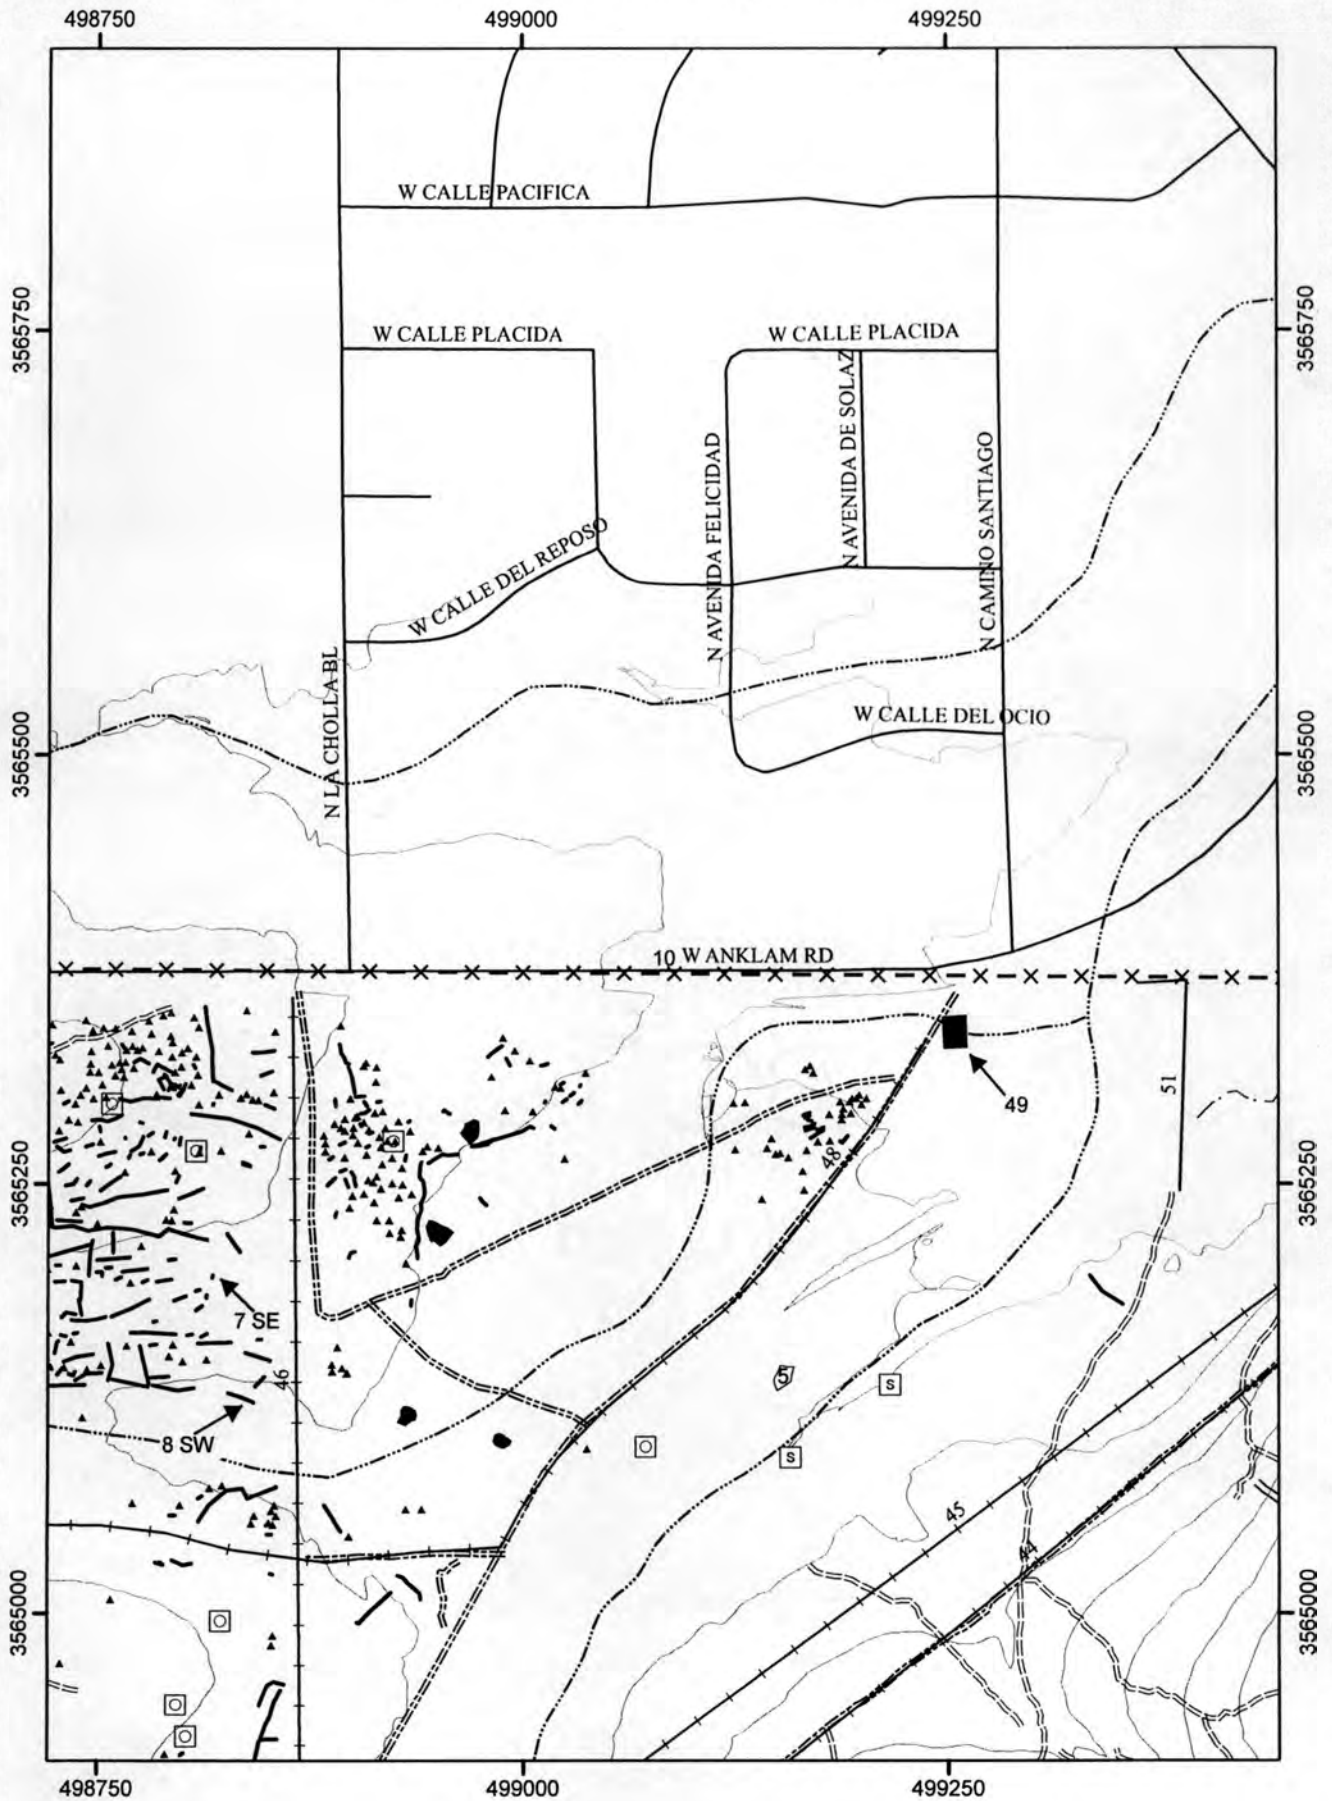 498750
499000
499250
W CALLE PACIFICA
3565750
W CALLE PLACIDA
W CALLE PLACIDA
3565750
N AVENIDA DE SOLAZ
N AVENIDA FELICIDAD
N CAMINO SANTIAGO
W CALLE DEL REPOSO
N LA CHOLLA BL
W CALLE DEL OCIO
3565500
3565500
10 W ANKLAM RD
51
49
48
3565250
3565250
7 SE
46
5
S
8 SW
S
45
44
3565000
3565000
498750
499000
499250